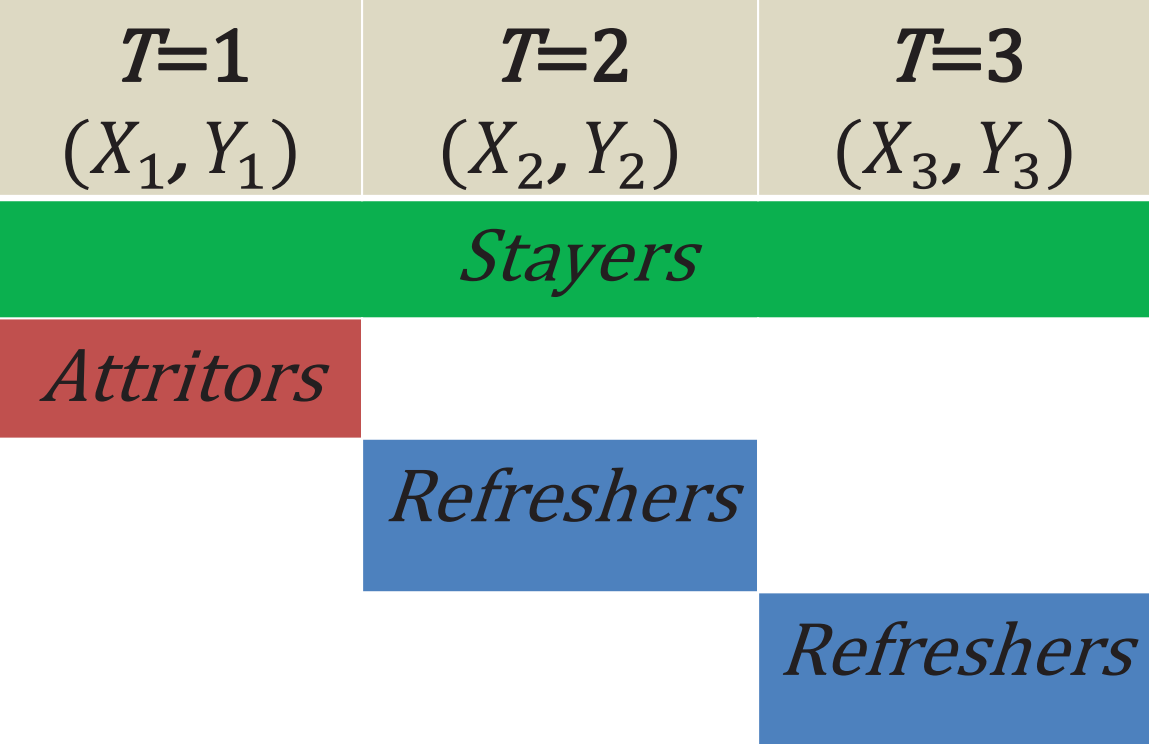 T=1 T=2 T=3
(X₁, Y₁) (X₂, Y₂) (X₃, Y₃)
Stayers
Attritors
Refreshers
Refreshers